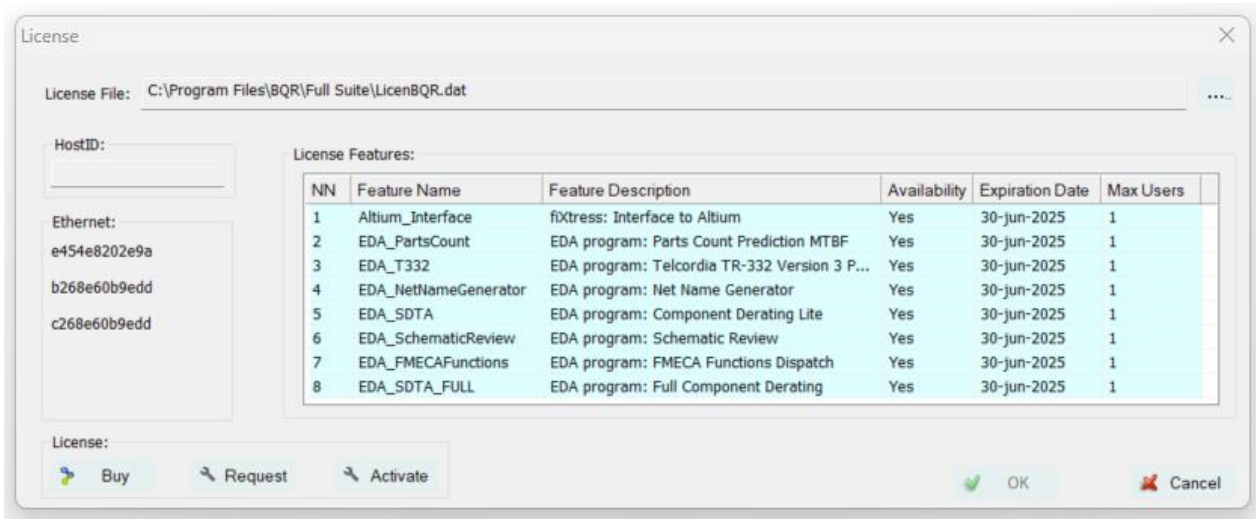 License
License File: C:\Program Files\BQR\Full Suite\LicenBQR.dat ....
HostID:
Ethernet:
e454e8202e9a
b268e60b9edd
c268e60b9edd
License Features:
NN Feature Name Feature Description Availability Expiration Date Max Users
1 Altium_Interface fiXtress: Interface to Altium Yes 30-jun-2025 1
2 EDA_PartsCount EDA program: Parts Count Prediction MTBF Yes 30-jun-2025 1
3 EDA_T332 EDA program: Telcordia TR-332 Version 3 P... Yes 30-jun-2025 1
4 EDA_NetNameGenerator EDA program: Net Name Generator Yes 30-jun-2025 1
5 EDA_SDTA EDA program: Component Derating Lite Yes 30-jun-2025 1
6 EDA_SchematicReview EDA program: Schematic Review Yes 30-jun-2025 1
7 EDA_FMECAFunctions EDA program: FMECA Functions Dispatch Yes 30-jun-2025 1
8 EDA_SDTA_FULL EDA program: Full Component Derating Yes 30-jun-2025 1
License:
Buy Request Activate OK Cancel